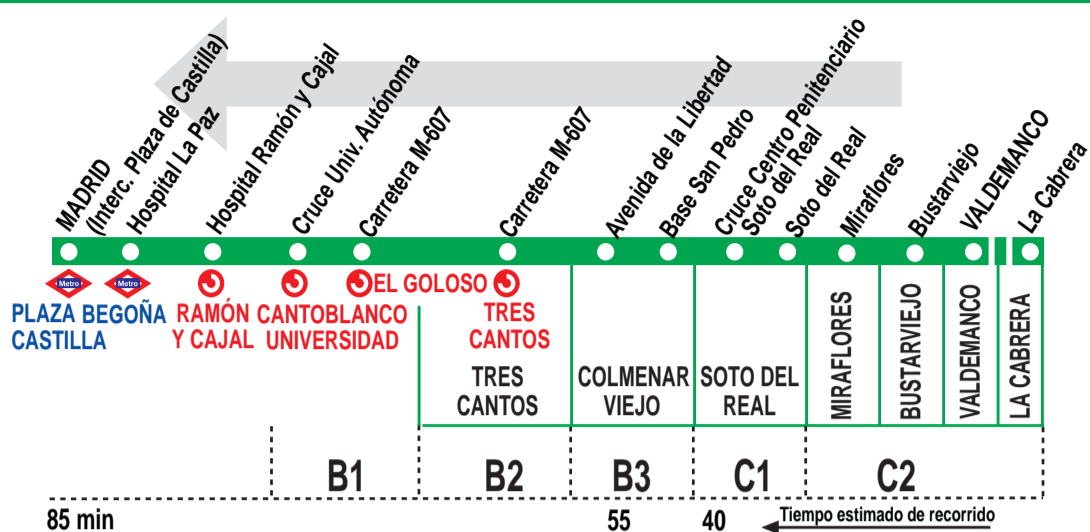 MADRID
(Interc. Plaza de Castilla)
Hospital La Paz
Hospital Ramón y Cajal
Cruce Univ. Autónoma
Carretera M-607
Carretera M-607
Avenida de la Libertad
Base San Pedro
Cruce Centro Penitenciario
Soto del Real
Soto del Real
Miraflores
Bustarviejo
VALDEMANCO
La Cabrera
Metro
Metro
PLAZA
CASTILLA
BEGOÑA
RAMÓN
Y CAJAL
CANTOBLANCO
UNIVERSIDAD
EL GOLOSO
TRES
CANTOS
TRES
CANTOS
COLMENAR
VIEJO
SOTO DEL
REAL
MIRAFLORES
BUSTARVIEJO
VALDEMANCO
LA CABRERA
B1
B2
B3
C1
C2
85 min
55
40
Tiempo estimado de recorrido